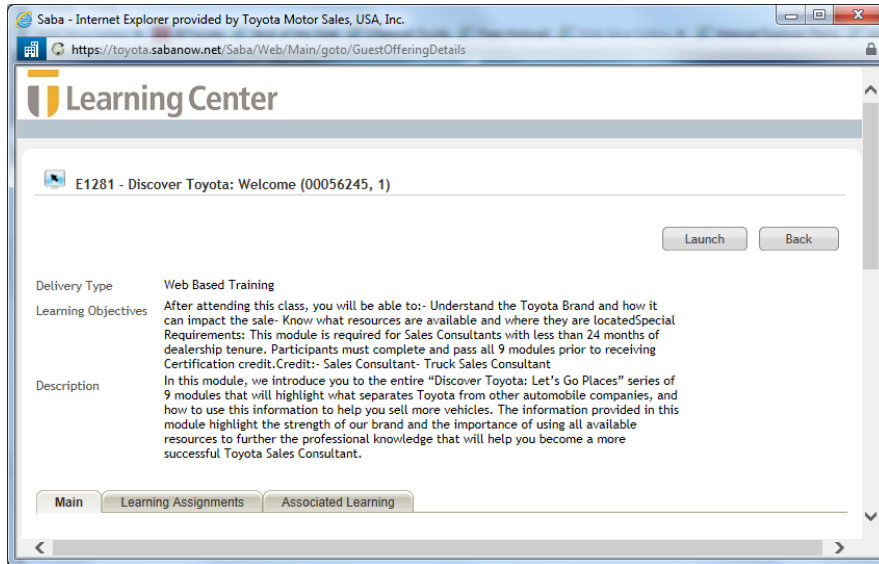 Saba - Internet Explorer provided by Toyota Motor Sales, USA, Inc.
https://toyota.sabanow.net/Saba/Web/Main/goto/GuestOfferingDetails
Learning Center
E1281 - Discover Toyota: Welcome (00056245, 1)
Launch Back
Delivery Type Web Based Training
Learning Objectives After attending this class, you will be able to:- Understand the Toyota Brand and how it
can impact the sale- Know what resources are available and where they are locatedSpecial
Requirements: This module is required for Sales Consultants with less than 24 months of
dealership tenure. Participants must complete and pass all 9 modules prior to receiving
Certification credit.Credit:- Sales Consultant- Truck Sales Consultant
Description In this module, we introduce you to the entire “Discover Toyota: Let’s Go Places” series of
9 modules that will highlight what separates Toyota from other automobile companies, and
how to use this information to help you sell more vehicles. The information provided in this
module highlight the strength of our brand and the importance of using all available
resources to further the professional knowledge that will help you become a more
successful Toyota Sales Consultant.
Main Learning Assignments Associated Learning